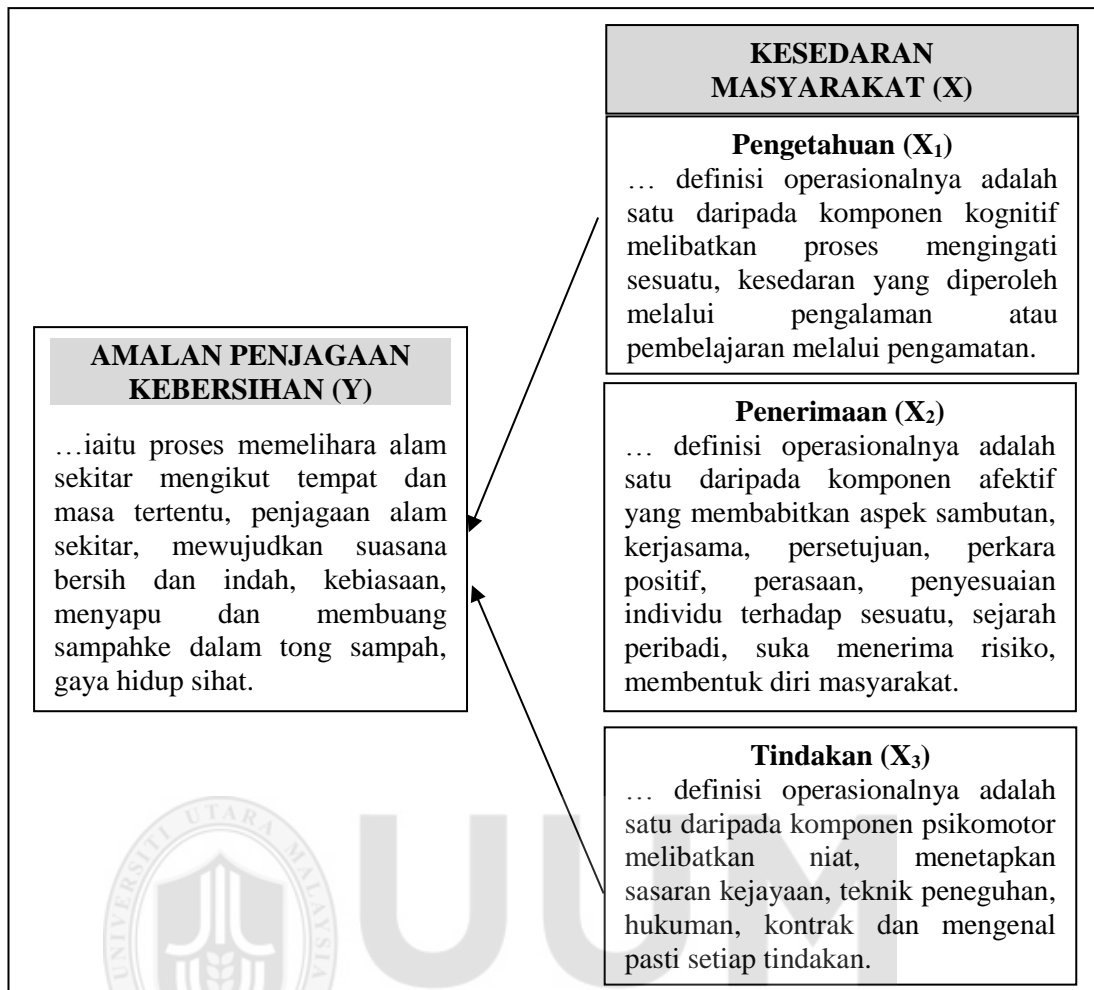 KESEDARAN
MASYARAKAT (X)
Pengetahuan (X₁)
… definisi operasionalnya adalah
satu daripada komponen kognitif
melibatkan proses mengingati
sesuatu, kesedaran yang diperoleh
melalui pengalaman atau
pembelajaran melalui pengamatan.
AMALAN PENJAGAAN
KEBERSIHAN (Y)
…iaitu proses memelihara alam
sekitar mengikut tempat dan
masa tertentu, penjagaan alam
sekitar, mewujudkan suasana
bersih dan indah, kebiasaan,
menyapu dan membuang
sampahke dalam tong sampah,
gaya hidup sihat.
Penerimaan (X₂)
… definisi operasionalnya adalah
satu daripada komponen afektif
yang membabitkan aspek sambutan,
kerjasama, persetujuan, perkara
positif, perasaan, penyesuaian
individu terhadap sesuatu, sejarah
peribadi, suka menerima risiko,
membentuk diri masyarakat.
Tindakan (X₃)
… definisi operasionalnya adalah
satu daripada komponen psikomotor
melibatkan niat, menetapkan
sasaran kejayaan, teknik peneguhan,
hukuman, kontrak dan mengenal
pasti setiap tindakan.
UNIVERSITI UTARA MALAYSIA
UUM